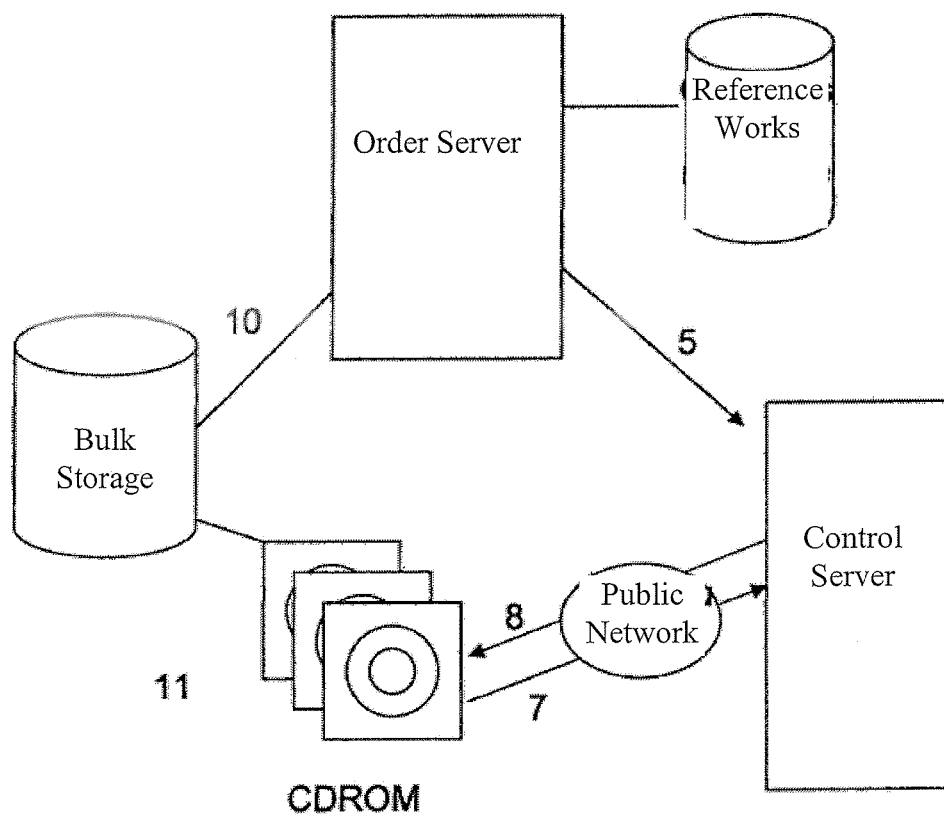 Reference
Works
Order Server
10
5
Bulk
Storage
Control
Server
Public
Network
8
11
7
CDROM